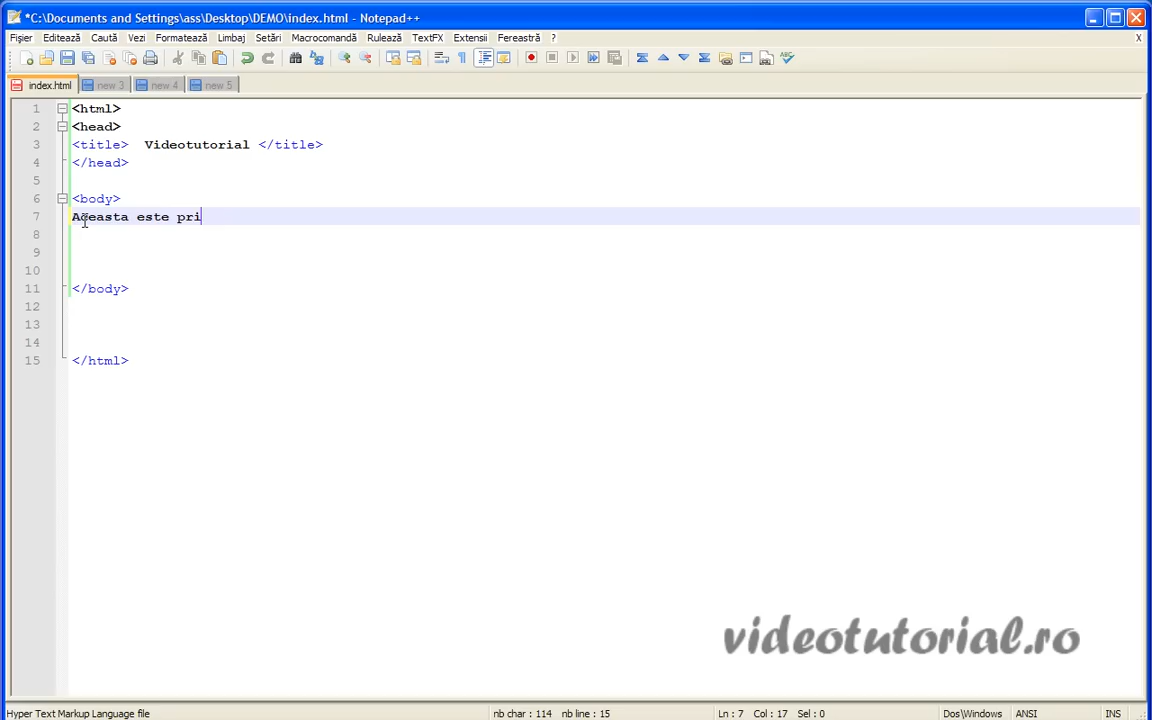 *C:\Documents and Settings\ass\Desktop\DEMO\index.html - Notepad++
Fişier Editează Caută Vezi Formatează Limbaj Setări Macrocomandă Rulează TextFX Extensii Fereastră ? X
index.html new 3 new 4 new 5
1 <html>
2 <head>
3 <title> Videotutorial </title>
4 </head>
5
6 <body>
7 Aceasta este pri
8
9
10
11 </body>
12
13
14
15 </html>
videotutorial.ro
Hyper Text Markup Language file nb char : 114 nb line : 15 Ln : 7 Col : 17 Sel : 0 Dos\Windows ANSI INS